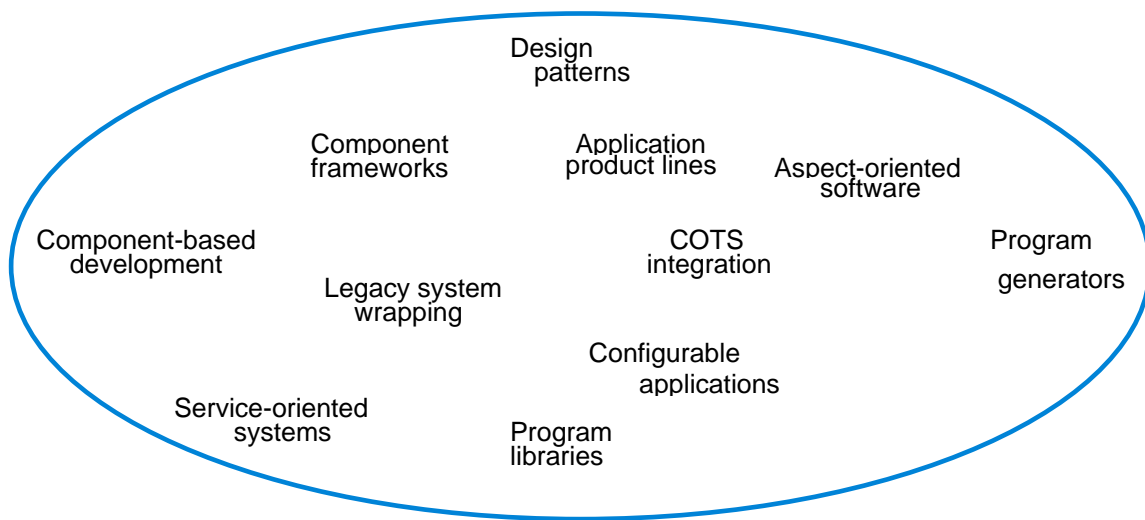 Design
patterns
Component
frameworks
Application
product lines
Aspect-oriented
software
Component-based
development
COTS
integration
Program
generators
Legacy system
wrapping
Configurable
applications
Service-oriented
systems
Program
libraries